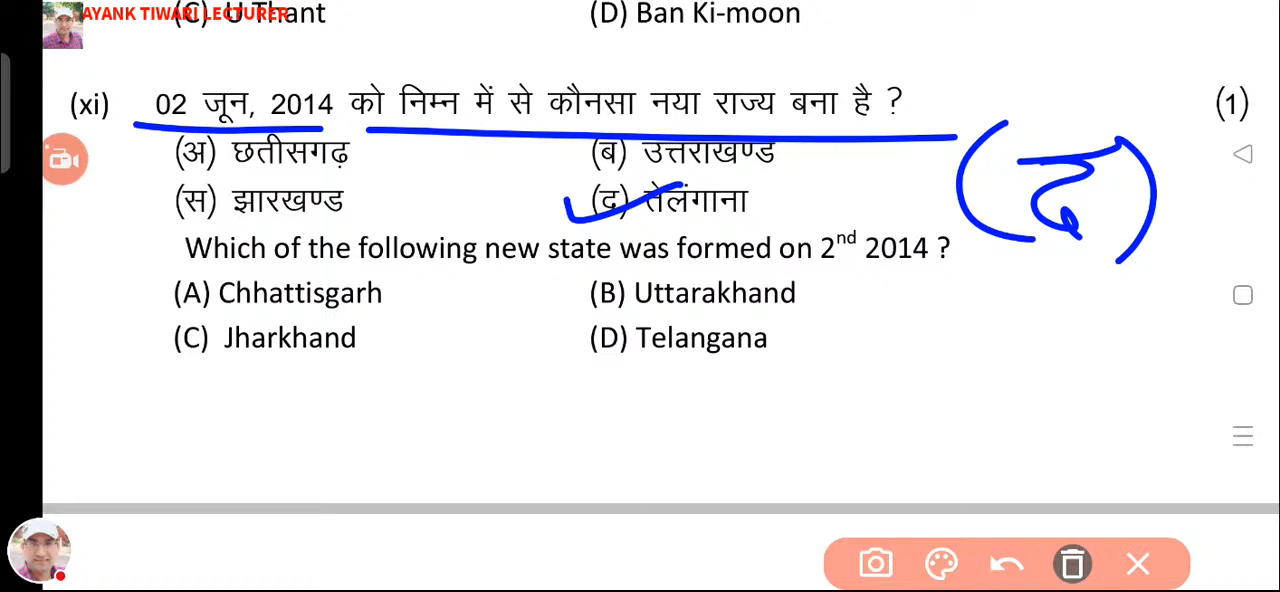 AYANK TIWARI LECTURER
(C) U Thant (D) Ban Ki-moon
(xi) 02 जून, 2014 को निम्न में से कौनसा नया राज्य बना है ? (1)
(अ) छतीसगढ़ (ब) उत्तराखण्ड
(स) झारखण्ड (द) तेलंगाना
(द)
Which of the following new state was formed on 2nd 2014 ?
(A) Chhattisgarh (B) Uttarakhand
(C) Jharkhand (D) Telangana